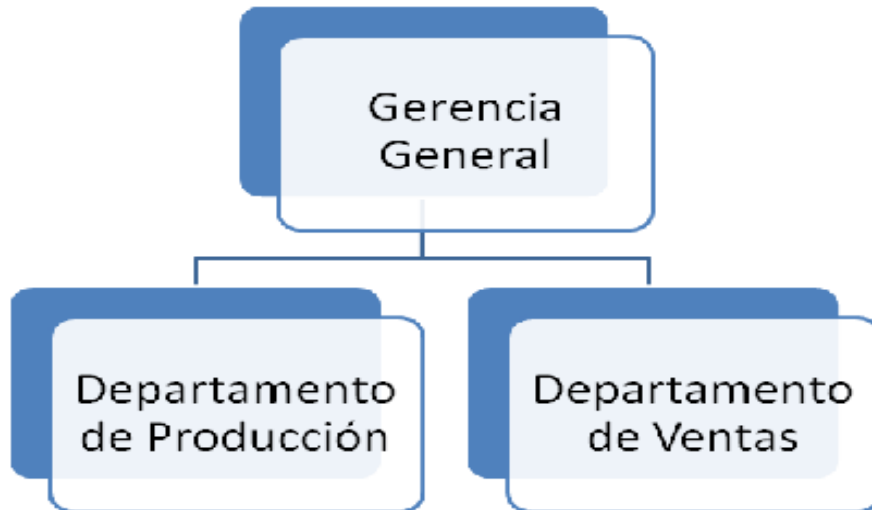 Gerencia
General
Departamento
de Producción
Departamento
de Ventas